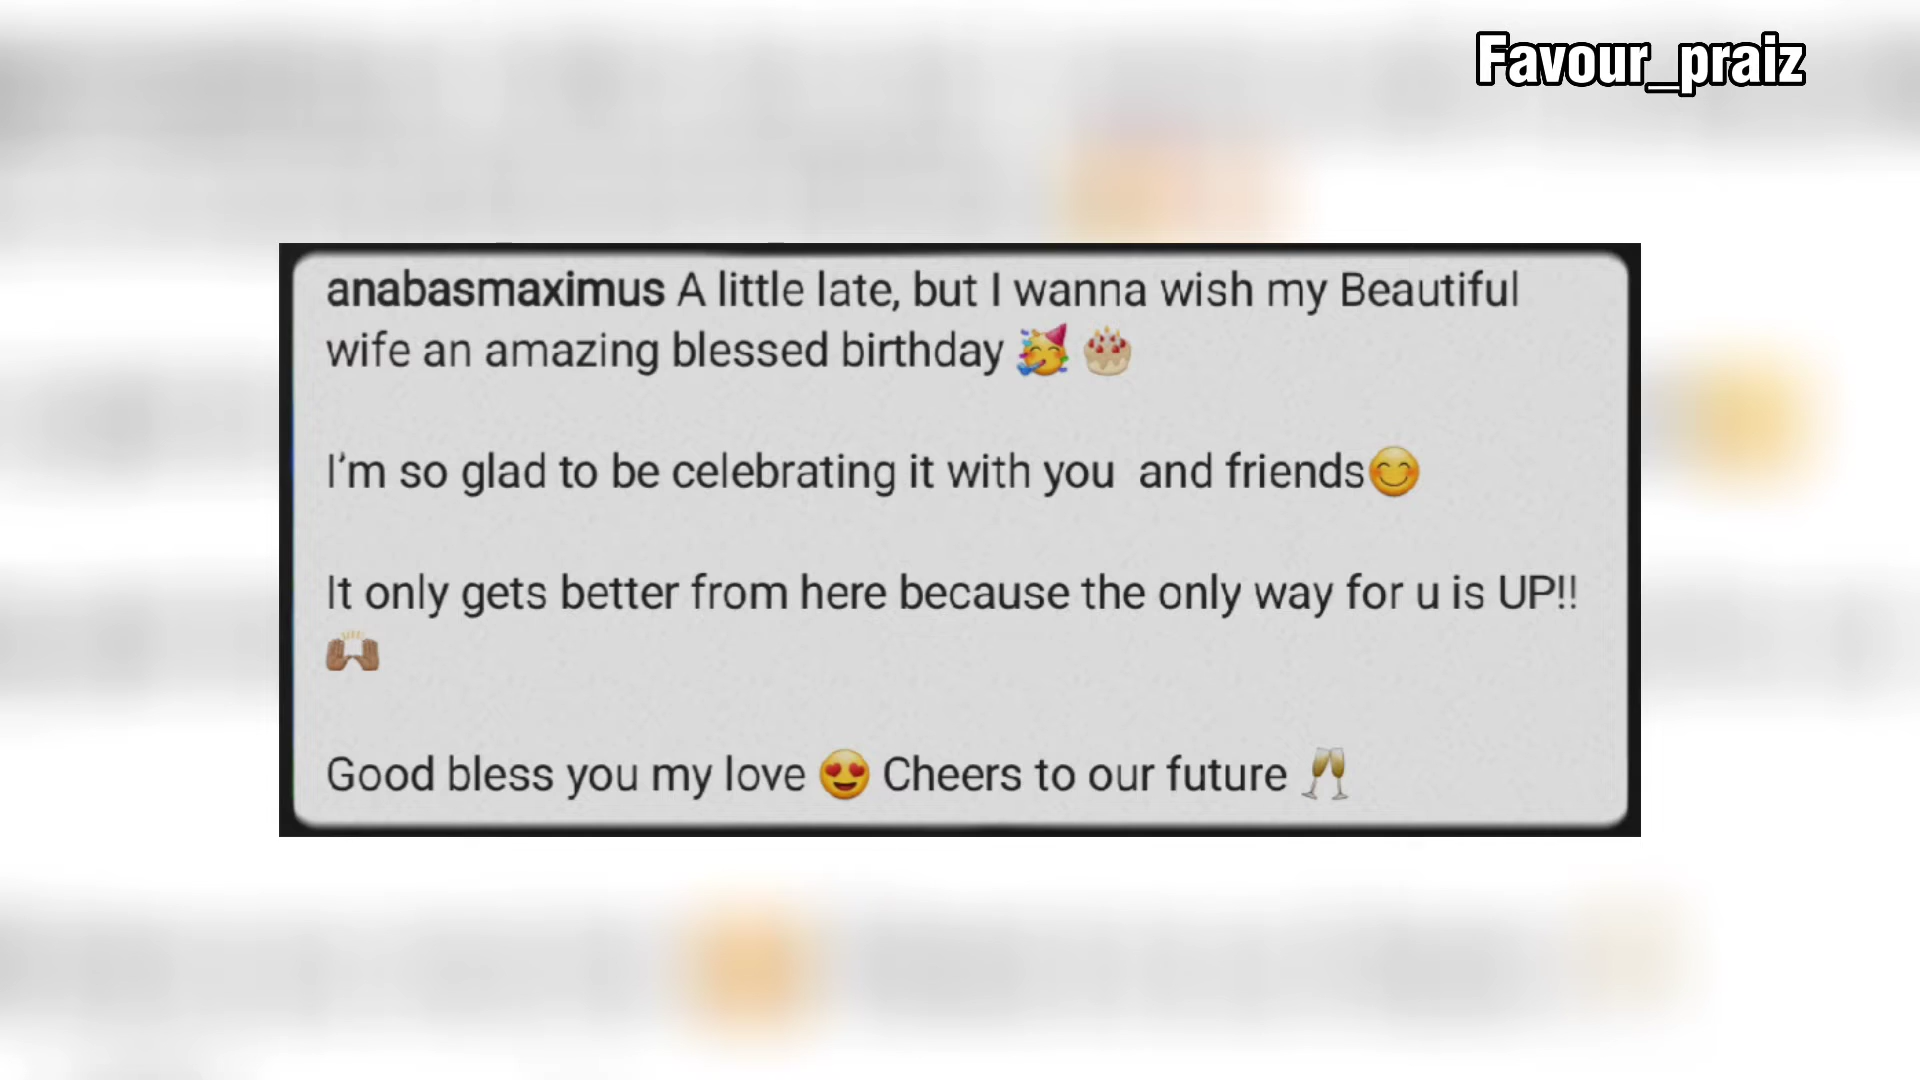 Favour_praiz
anabasmaximus A little late, but I wanna wish my Beautiful
wife an amazing blessed birthday 🥳 🎂
I’m so glad to be celebrating it with you  and friends😊
It only gets better from here because the only way for u is UP!!
🙌🏾
Good bless you my love 😍 Cheers to our future 🥂